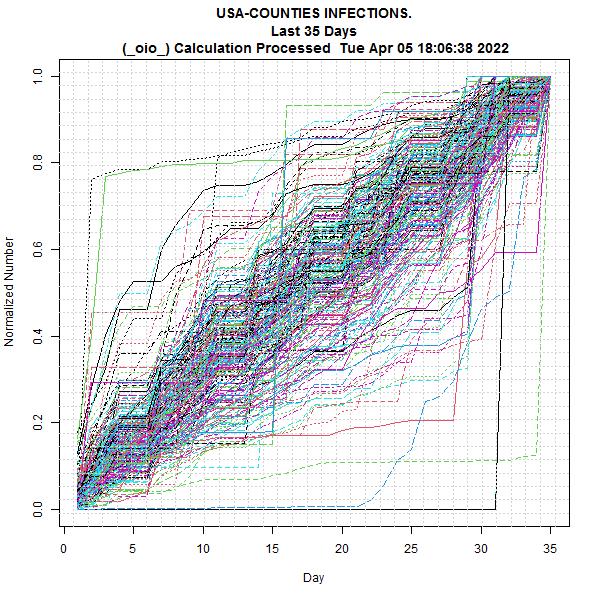 USA-COUNTIES INFECTIONS.
Last 35 Days
(_oio_) Calculation Processed  Tue Apr 05 18:06:38 2022
Normalized Number
1.0
0.8
0.6
0.4
0.2
0.0
0 5 10 15 20 25 30 35
Day